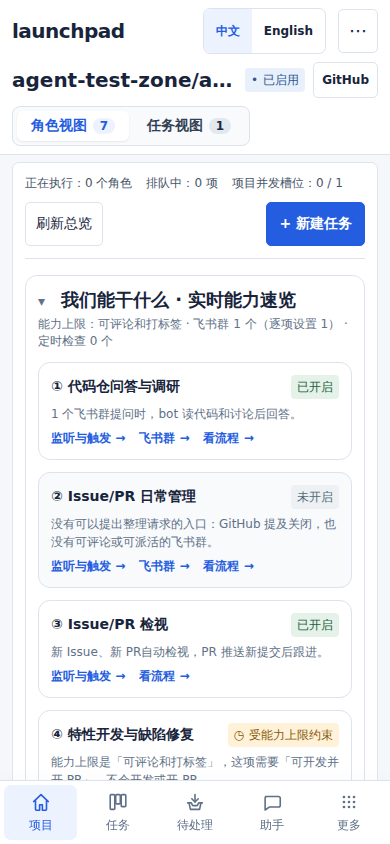 launchpad
中文
English
⋯
agent-test-zone/a...
• 已启用
GitHub
角色视图 7
任务视图 1
正在执行：0 个角色 排队中：0 项 项目并发槽位：0 / 1
刷新总览
+ 新建任务
▾ 我们能干什么 · 实时能力速览
能力上限：可评论和打标签 · 飞书群 1 个（逐项设置 1） ·
定时检查 0 个
① 代码仓问答与调研
已开启
1 个飞书群提问时，bot 读代码和讨论后回答。
监听与触发 → 飞书群 → 看流程 →
② Issue/PR 日常管理
未开启
没有可以提出整理请求的入口：GitHub 提及关闭，也
没有可评论或可派活的飞书群。
监听与触发 → 飞书群 → 看流程 →
③ Issue/PR 检视
已开启
新 Issue、新 PR自动检视，PR 推送新提交后跟进。
监听与触发 → 看流程 →
④ 特性开发与缺陷修复
◷ 受能力上限约束
能力上限是「可评论和打标签」，这项需要「可开发并
开 PR」，不会开发或开 PR。
项目
任务
待处理
助手
更多